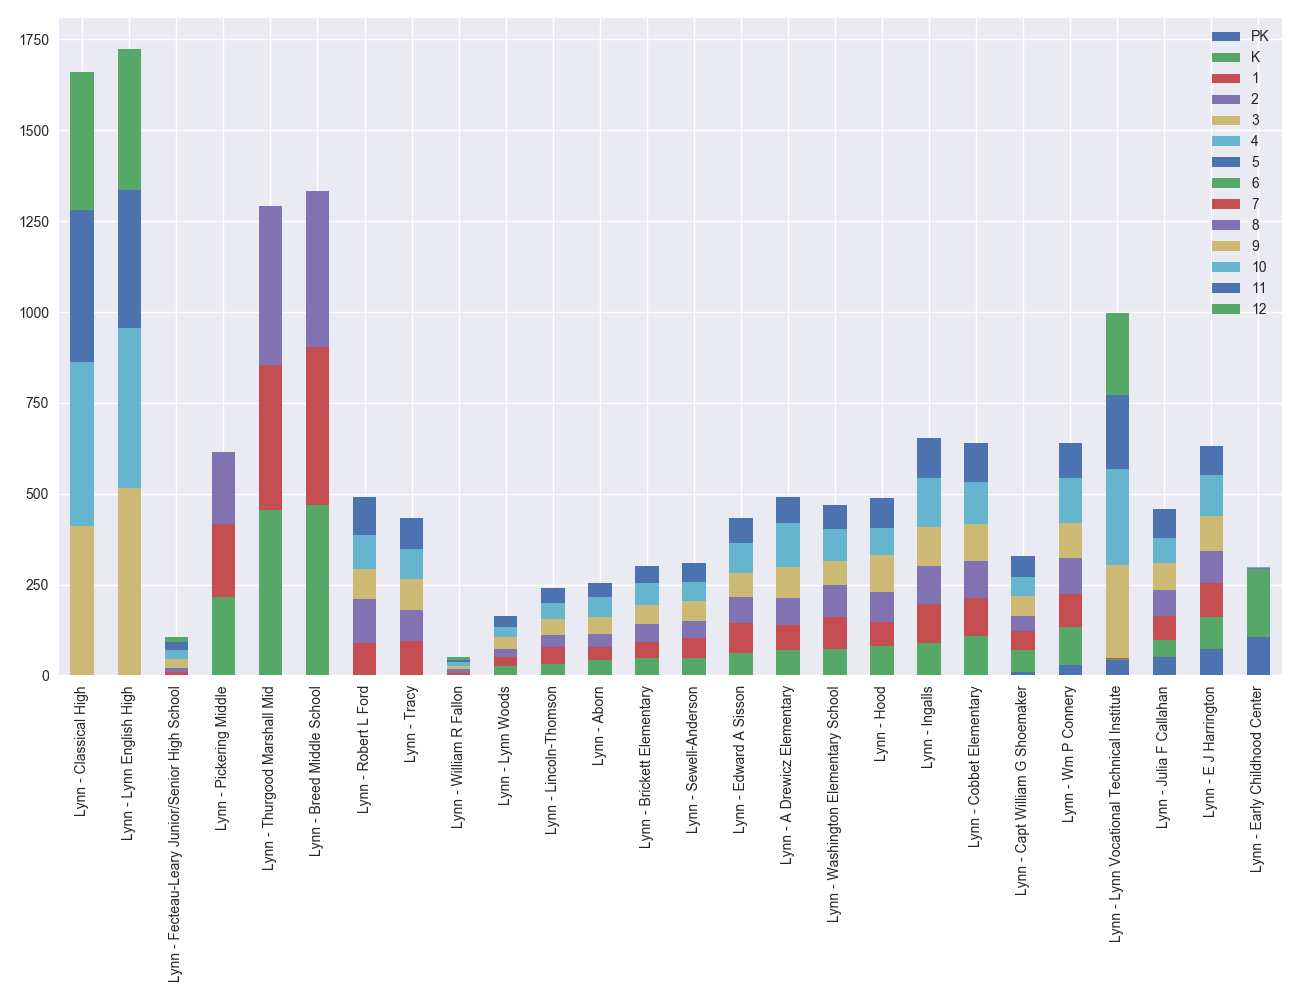 1750
1500
1250
1000
750
500
250
0
PK
K
1
2
3
4
5
6
7
8
9
10
11
12
Lynn - Classical High
Lynn - Lynn English High
Lynn - Fecteau-Leary Junior/Senior High School
Lynn - Pickering Middle
Lynn - Thurgood Marshall Mid
Lynn - Breed Middle School
Lynn - Robert L Ford
Lynn - Tracy
Lynn - William R Fallon
Lynn - Lynn Woods
Lynn - Lincoln-Thomson
Lynn - Aborn
Lynn - Brickett Elementary
Lynn - Sewell-Anderson
Lynn - Edward A Sisson
Lynn - A Drewicz Elementary
Lynn - Washington Elementary School
Lynn - Hood
Lynn - Ingalls
Lynn - Cobbet Elementary
Lynn - Capt William G Shoemaker
Lynn - Wm P Connery
Lynn - Lynn Vocational Technical Institute
Lynn - Julia F Callahan
Lynn - E J Harrington
Lynn - Early Childhood Center